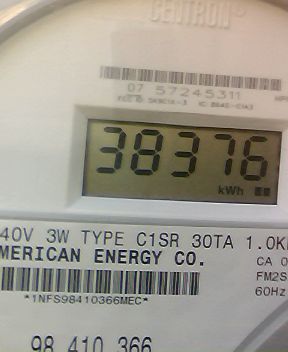 CENTRON®
07 57245311
38376
kWh
40V 3W TYPE C1SR 30TA 1.0K
MERICAN ENERGY CO.
CA 0
FM2S
60Hz
*1NFS98410366MEC*
98 410 366